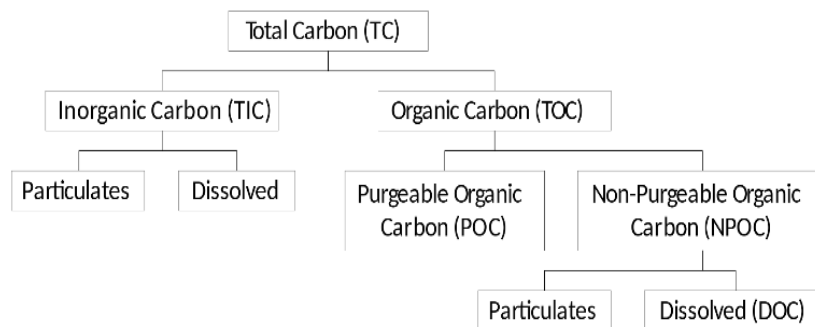 Total Carbon (TC)
Inorganic Carbon (TIC)
Organic Carbon (TOC)
Particulates
Dissolved
Purgeable Organic
Carbon (POC)
Non-Purgeable Organic
Carbon (NPOC)
Particulates
Dissolved (DOC)